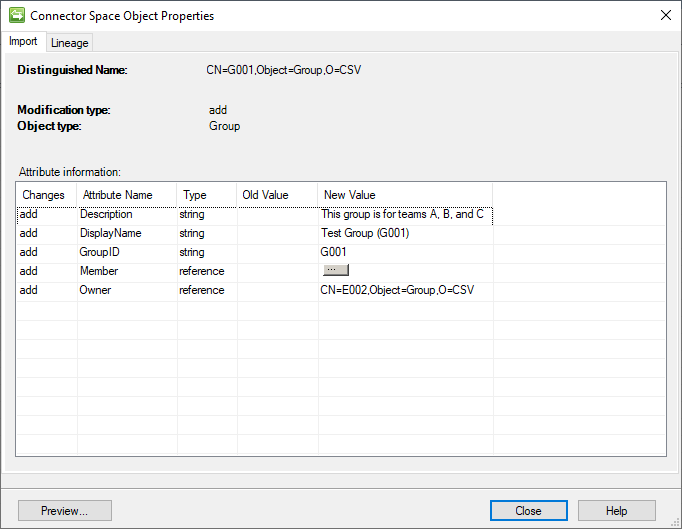 Connector Space Object Properties
Import Lineage
Distinguished Name: CN=G001,Object=Group,O=CSV
Modification type: add
Object type: Group
Attribute information:
Changes Attribute Name Type Old Value New Value
add Description string This group is for teams A, B, and C
add DisplayName string Test Group (G001)
add GroupID string G001
add Member reference ...
add Owner reference CN=E002,Object=Group,O=CSV
Preview... Close Help